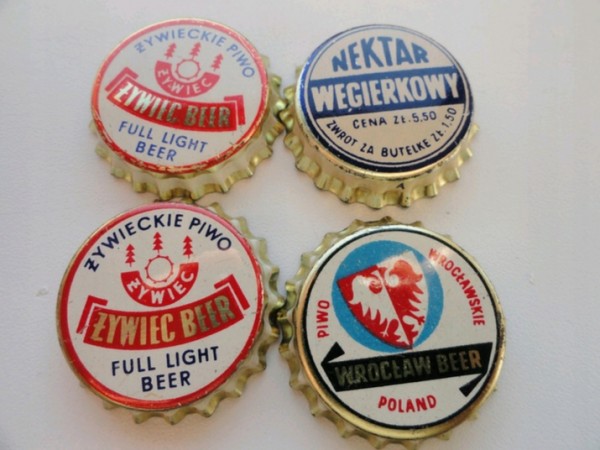 ŻYWIECKIE PIWO
ŻYWIEC
ŻYWIEC BEER
FULL LIGHT
BEER
NEKTAR
WĘGIERKOWY
CENA ZŁ. 5,50
ZWROT ZA BUTELKĘ ZŁ. 1,50
ŻYWIECKIE PIWO
ŻYWIEC
ŻYWIEC BEER
FULL LIGHT
BEER
PIWO WROCŁAWSKIE
WROCŁAW BEER
POLAND